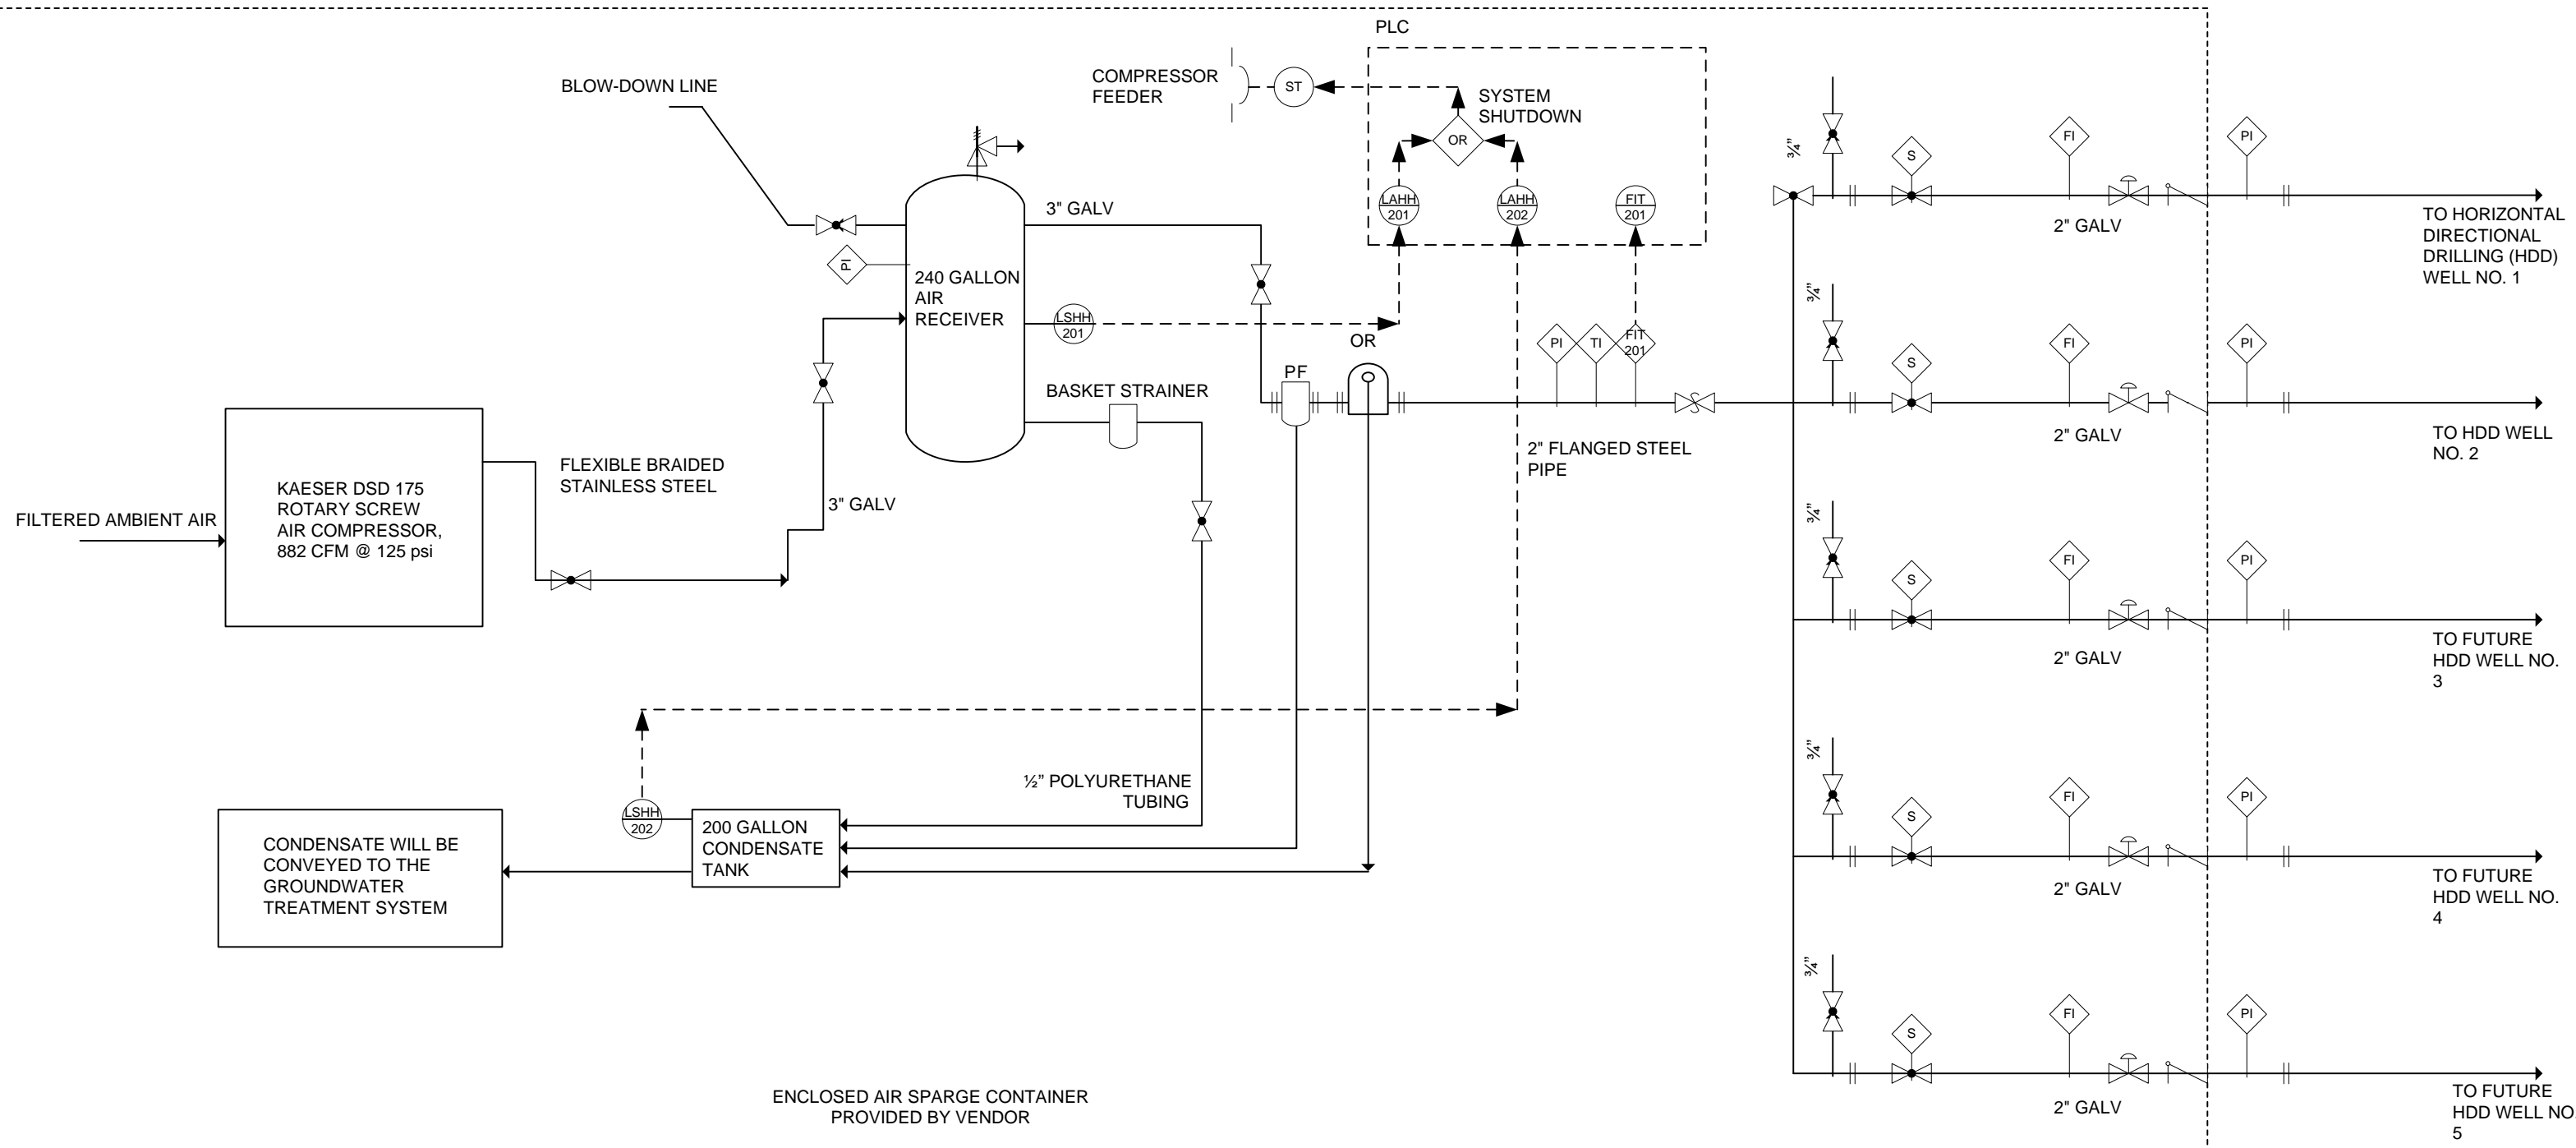 PLC
BLOW-DOWN LINE
COMPRESSOR
FEEDER
ST
SYSTEM
SHUTDOWN
OR
LAHH
201
LAHH
202
FIT
201
3" GALV
PI
240 GALLON
AIR
RECEIVER
LSHH
201
OR
PF
BASKET STRAINER
PI
TI
FIT
201
2" FLANGED STEEL
PIPE
FLEXIBLE BRAIDED
STAINLESS STEEL
3" GALV
FILTERED AMBIENT AIR
KAESER DSD 175
ROTARY SCREW
AIR COMPRESSOR,
882 CFM @ 125 psi
½” POLYURETHANE
TUBING
LSHH
202
200 GALLON
CONDENSATE
TANK
CONDENSATE WILL BE
CONVEYED TO THE
GROUNDWATER
TREATMENT SYSTEM
ENCLOSED AIR SPARGE CONTAINER
PROVIDED BY VENDOR
¾”
S
FI
PI
2" GALV
TO HORIZONTAL
DIRECTIONAL
DRILLING (HDD)
WELL NO. 1
¾”
S
FI
PI
2" GALV
TO HDD WELL
NO. 2
¾”
S
FI
PI
2" GALV
TO FUTURE
HDD WELL NO.
3
¾”
S
FI
PI
2" GALV
TO FUTURE
HDD WELL NO.
4
¾”
S
FI
PI
2" GALV
TO FUTURE
HDD WELL NO
5